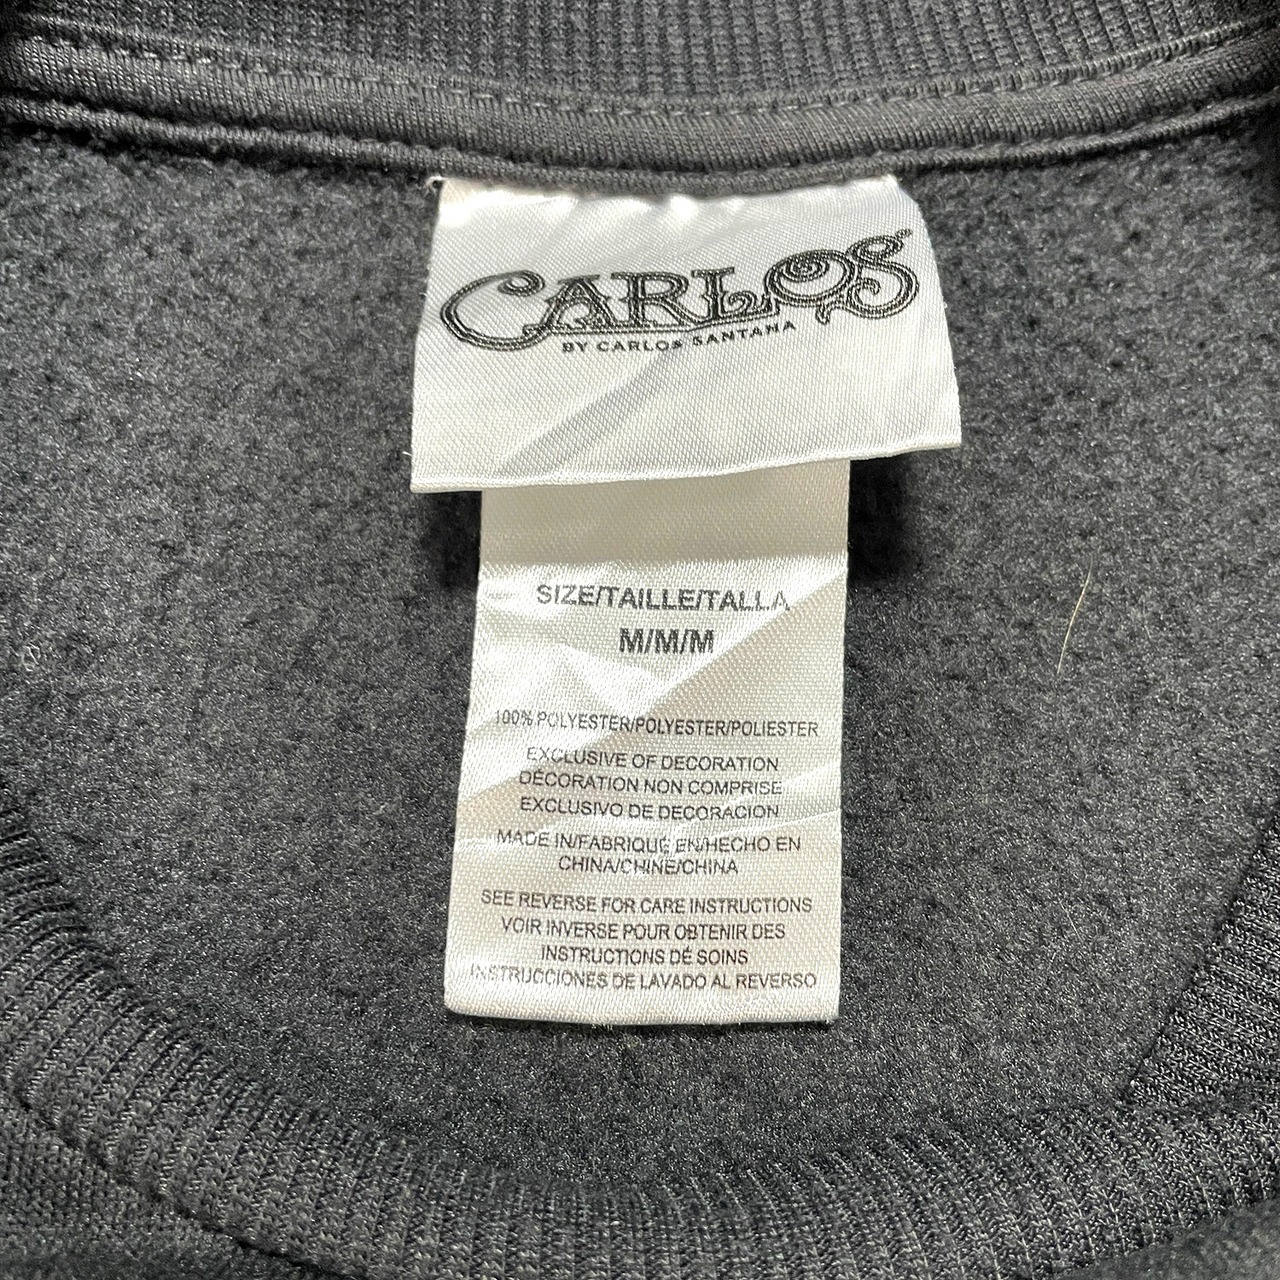 CARLOS
BY CARLOS SANTANA
SIZE/TAILLE/TALLA
M/M/M
100% POLYESTER/POLYESTER/POLIESTER
EXCLUSIVE OF DECORATION
DÉCORATION NON COMPRISE
EXCLUSIVO DE DECORACION
MADE IN/FABRIQUÉ EN/HECHO EN
CHINA/CHINE/CHINA
SEE REVERSE FOR CARE INSTRUCTIONS
VOIR INVERSE POUR OBTENIR DES
INSTRUCTIONS DE SOINS
INSTRUCCIONES DE LAVADO AL REVERSO